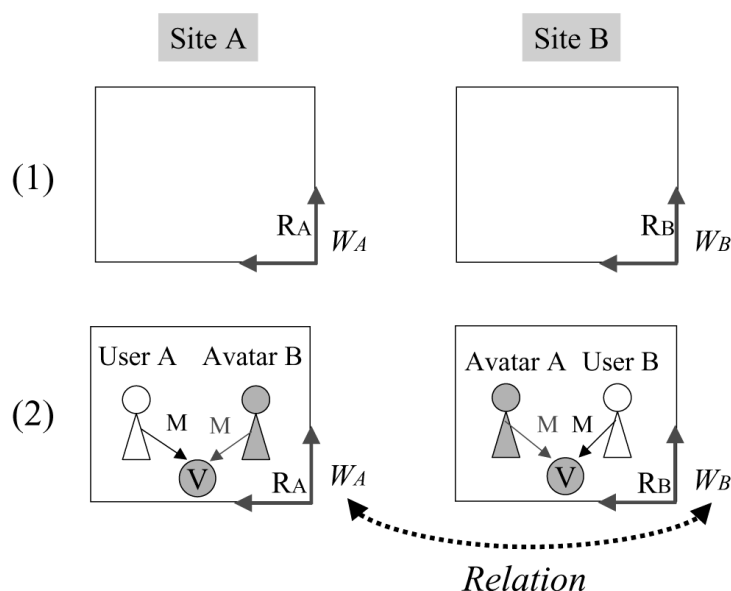 Site A
Site B
(1)
RA
WA
RB
WB
(2)
User A
Avatar B
M
M
V
RA
WA
Avatar A
User B
M
M
V
RB
WB
Relation